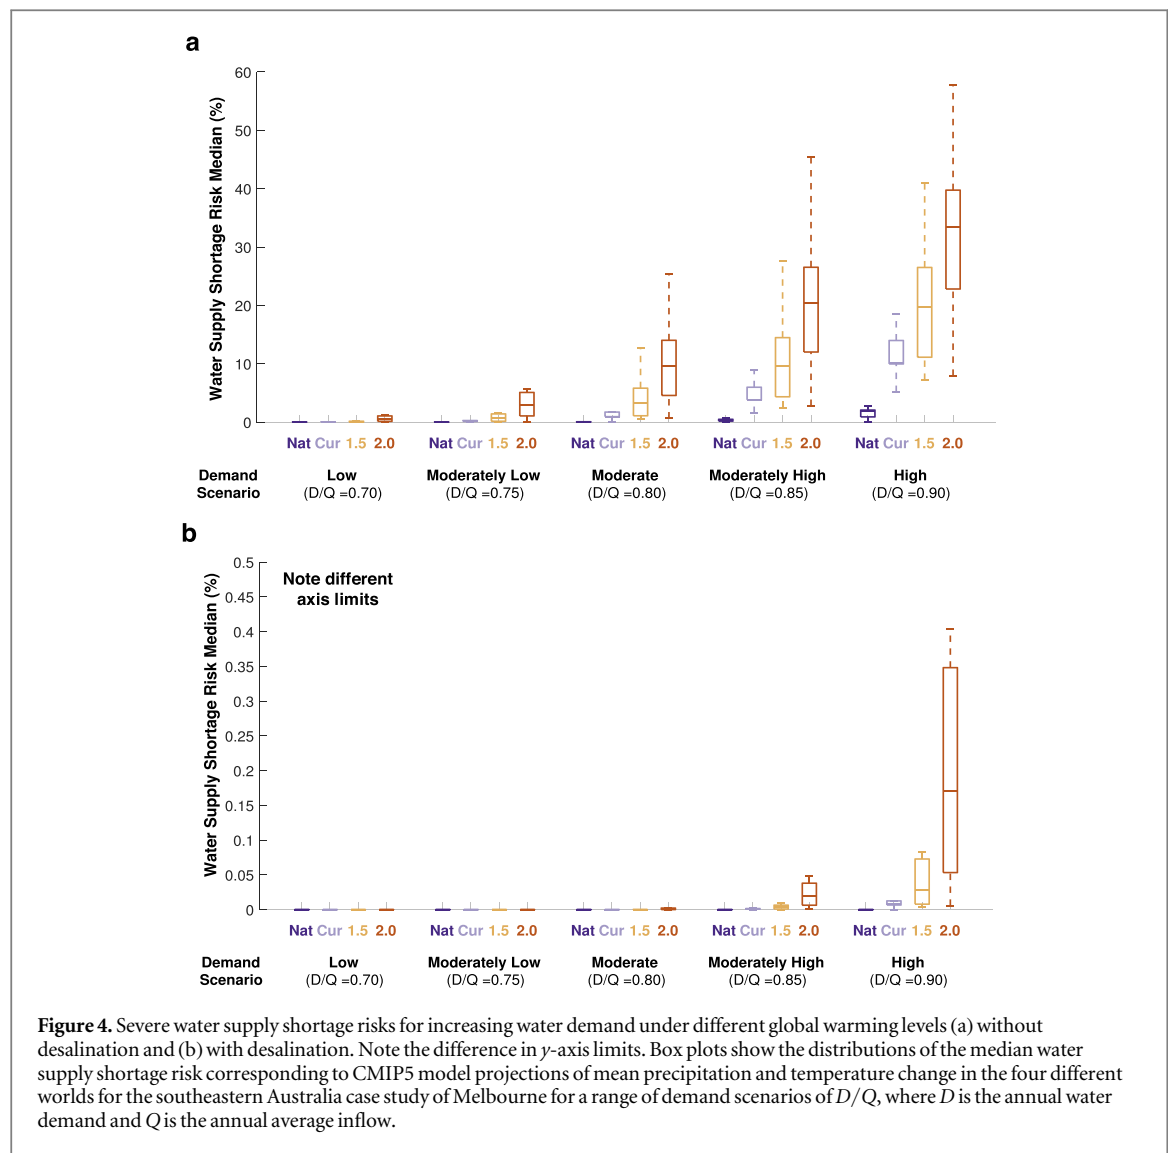 a
Water Supply Shortage Risk Median (%)
60
50
40
30
20
10
0
Nat Cur 1.5 2.0 Nat Cur 1.5 2.0 Nat Cur 1.5 2.0 Nat Cur 1.5 2.0 Nat Cur 1.5 2.0
Demand Scenario
Low Moderately Low Moderate Moderately High High
(D/Q =0.70) (D/Q =0.75) (D/Q =0.80) (D/Q =0.85) (D/Q =0.90)
b
Water Supply Shortage Risk Median (%)
0.5
0.45
0.4
0.35
0.3
0.25
0.2
0.15
0.1
0.05
0
Note different
axis limits
Nat Cur 1.5 2.0 Nat Cur 1.5 2.0 Nat Cur 1.5 2.0 Nat Cur 1.5 2.0 Nat Cur 1.5 2.0
Demand Scenario
Low Moderately Low Moderate Moderately High High
(D/Q =0.70) (D/Q =0.75) (D/Q =0.80) (D/Q =0.85) (D/Q =0.90)
Figure 4. Severe water supply shortage risks for increasing water demand under different global warming levels (a) without
desalination and (b) with desalination. Note the difference in y-axis limits. Box plots show the distributions of the median water
supply shortage risk corresponding to CMIP5 model projections of mean precipitation and temperature change in the four different
worlds for the southeastern Australia case study of Melbourne for a range of demand scenarios of D/Q, where D is the annual water
demand and Q is the annual average inflow.